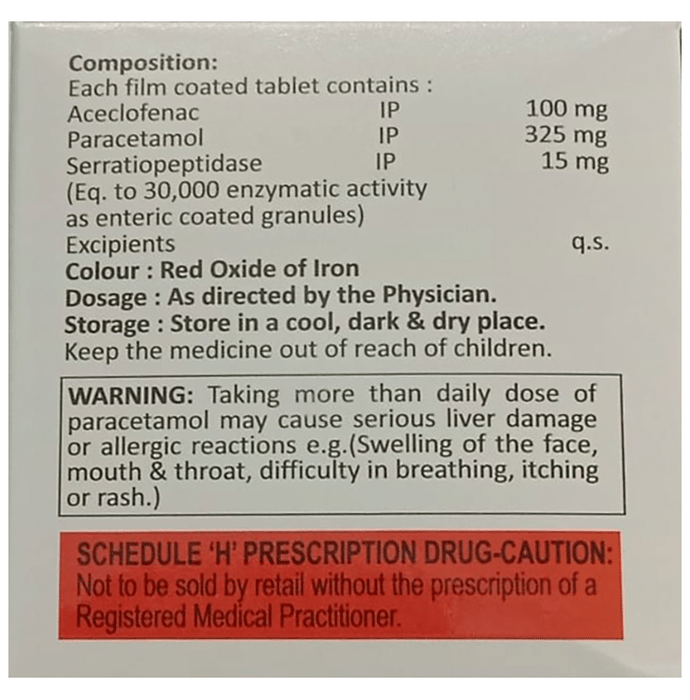 Composition:
Each film coated tablet contains :
Aceclofenac IP 100 mg
Paracetamol IP 325 mg
Serratiopeptidase IP 15 mg
(Eq. to 30,000 enzymatic activity
as enteric coated granules)
Excipients q.s.
Colour : Red Oxide of Iron
Dosage : As directed by the Physician.
Storage : Store in a cool, dark & dry place.
Keep the medicine out of reach of children.
WARNING: Taking more than daily dose of
paracetamol may cause serious liver damage
or allergic reactions e.g.(Swelling of the face,
mouth & throat, difficulty in breathing, itching
or rash.)
SCHEDULE 'H' PRESCRIPTION DRUG-CAUTION:
Not to be sold by retail without the prescription of a
Registered Medical Practitioner.